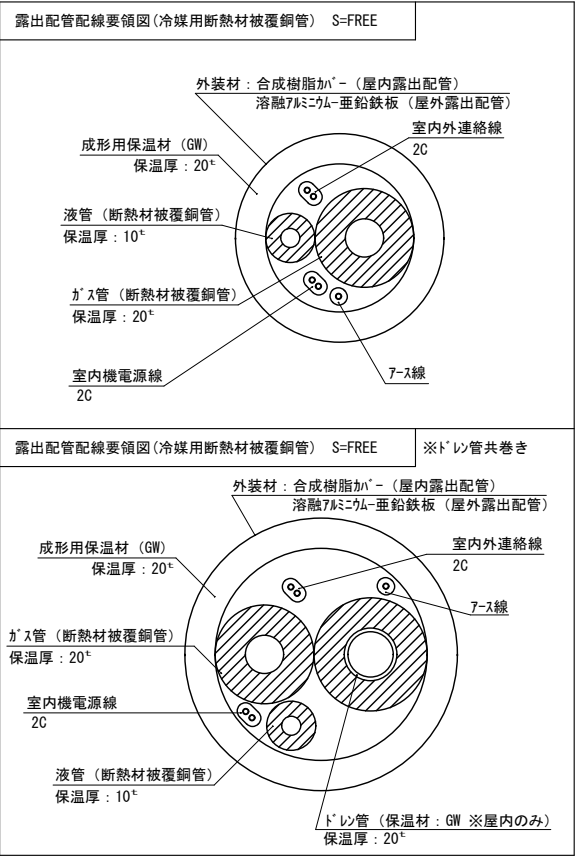 露出配管配線要領図(冷媒用断熱材被覆銅管) S=FREE
外装材：合成樹脂ｶﾊﾞｰ（屋内露出配管）
溶融ｱﾙﾐﾆｳﾑｰ亜鉛鉄板（屋外露出配管）
室内外連絡線
2C
成形用保温材（GW）
保温厚：20ᵗ
液管（断熱材被覆銅管）
保温厚：10ᵗ
ｶﾞｽ管（断熱材被覆銅管）
保温厚：20ᵗ
室内機電源線
2C
ｱｰｽ線
露出配管配線要領図(冷媒用断熱材被覆銅管) S=FREE ※ﾄﾞﾚﾝ管共巻き
外装材：合成樹脂ｶﾊﾞｰ（屋内露出配管）
溶融ｱﾙﾐﾆｳﾑｰ亜鉛鉄板（屋外露出配管）
成形用保温材（GW）
保温厚：20ᵗ
室内外連絡線
2C
ｱｰｽ線
ｶﾞｽ管（断熱材被覆銅管）
保温厚：20ᵗ
室内機電源線
2C
液管（断熱材被覆銅管）
保温厚：10ᵗ
ﾄﾞﾚﾝ管（保温材：GW ※屋内のみ）
保温厚：20ᵗ